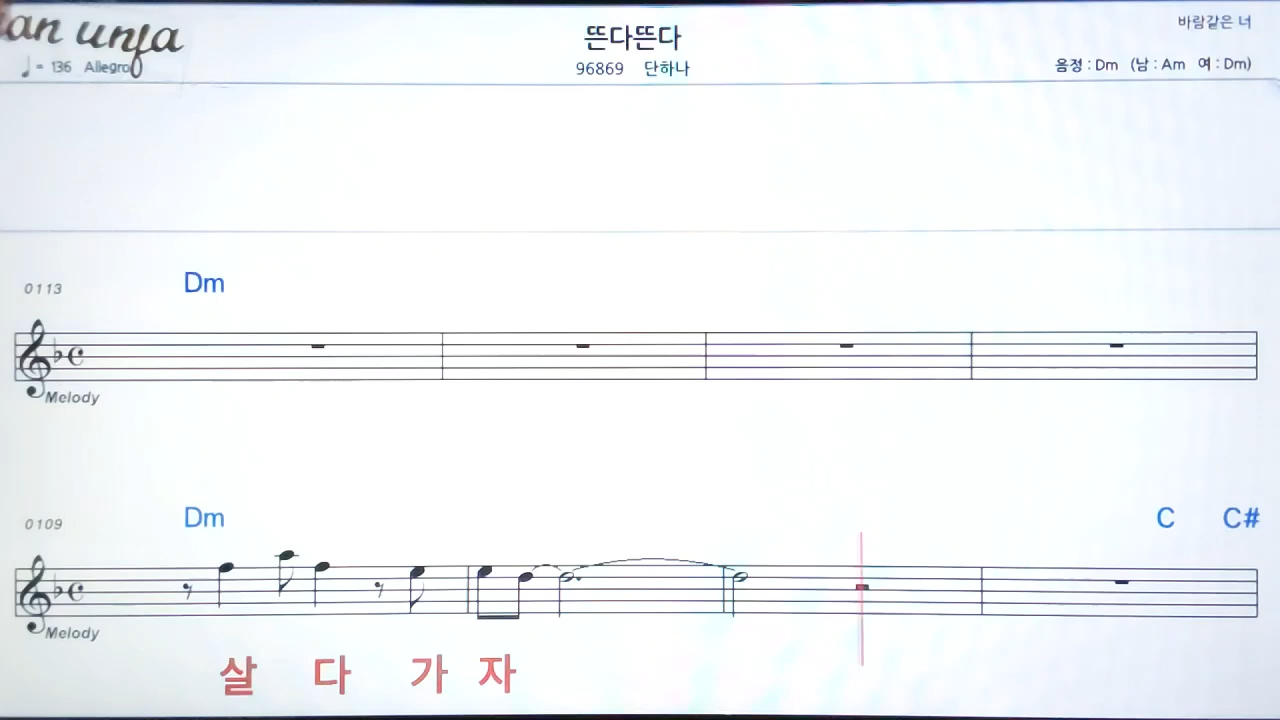 an unja
뜬다뜬다
바람같은 너
♩ = 136 Allegro
96869 단하나
음정 : Dm (남 : Am 여 : Dm)
0113 Dm
Melody
0109 Dm C C#
Melody
살 다 가 자